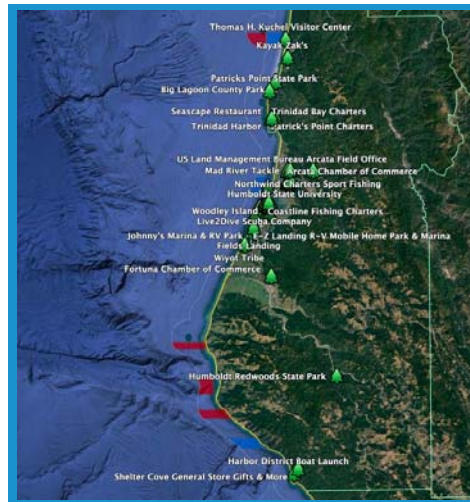 Thomas H. Kuchel Visitor Center
Kayak Zak's
Patricks Point State Park
Big Lagoon County Park
Seascape Restaurant Trinidad Bay Charters
Trinidad Harbor Patrick's Point Charters
US Land Management Bureau Arcata Field Office
Mad River Tackle Arcata Chamber of Commerce
Northwind Charters Sport Fishing
Humboldt State University
Woodley Island Coastline Fishing Charters
Live2Dive Scuba Company
Johnny's Marina & RV Park E-Z Landing R-V Mobile Home Park & Marina
Fields Landing
Wiyot Tribe
Fortuna Chamber of Commerce
Humboldt Redwoods State Park
Harbor District Boat Launch
Shelter Cove General Store Gifts & More